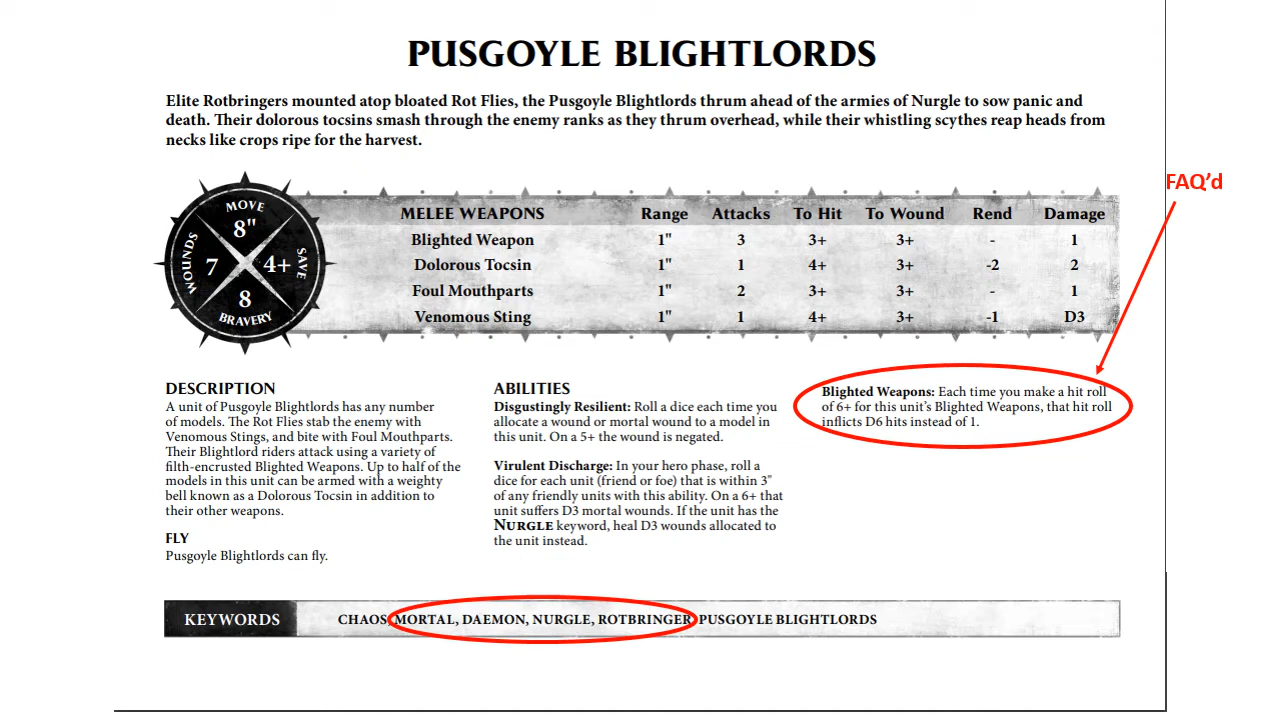 PUSGOYLE BLIGHTLORDS
Elite Rotbringers mounted atop bloated Rot Flies, the Pusgoyle Blightlords thrum ahead of the armies of Nurgle to sow panic and
death. Their dolorous tocsins smash through the enemy ranks as they thrum overhead, while their whistling scythes reap heads from
necks like crops ripe for the harvest.
FAQ'd
MOVE
8"
WOUNDS
7
4+
SAVE
8
BRAVERY
MELEE WEAPONS Range Attacks To Hit To Wound Rend Damage
Blighted Weapon 1" 3 3+ 3+ - 1
Dolorous Tocsin 1" 1 4+ 3+ -2 2
Foul Mouthparts 1" 2 3+ 3+ - 1
Venomous Sting 1" 1 4+ 3+ -1 D3
DESCRIPTION
A unit of Pusgoyle Blightlords has any number
of models. The Rot Flies stab the enemy with
Venomous Stings, and bite with Foul Mouthparts.
Their Blightlord riders attack using a variety of
filth-encrusted Blighted Weapons. Up to half of the
models in this unit can be armed with a weighty
bell known as a Dolorous Tocsin in addition to
their other weapons.
FLY
Pusgoyle Blightlords can fly.
ABILITIES
Disgustingly Resilient: Roll a dice each time you
allocate a wound or mortal wound to a model in
this unit. On a 5+ the wound is negated.
Virulent Discharge: In your hero phase, roll a
dice for each unit (friend or foe) that is within 3"
of any friendly units with this ability. On a 6+ that
unit suffers D3 mortal wounds. If the unit has the
NURGLE keyword, heal D3 wounds allocated to
the unit instead.
Blighted Weapons: Each time you make a hit roll
of 6+ for this unit's Blighted Weapons, that hit roll
inflicts D6 hits instead of 1.
KEYWORDS CHAOS, MORTAL, DAEMON, NURGLE, ROTBRINGER, PUSGOYLE BLIGHTLORDS